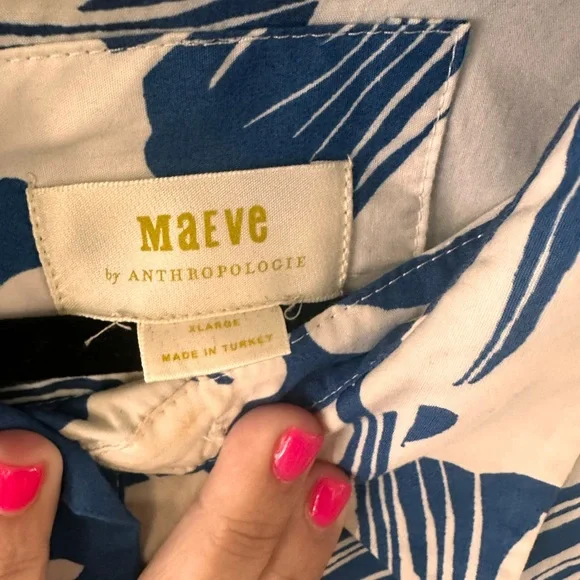 MaEVe
by ANTHROPOLOGIE
XLARGE
MADE IN TURKEY